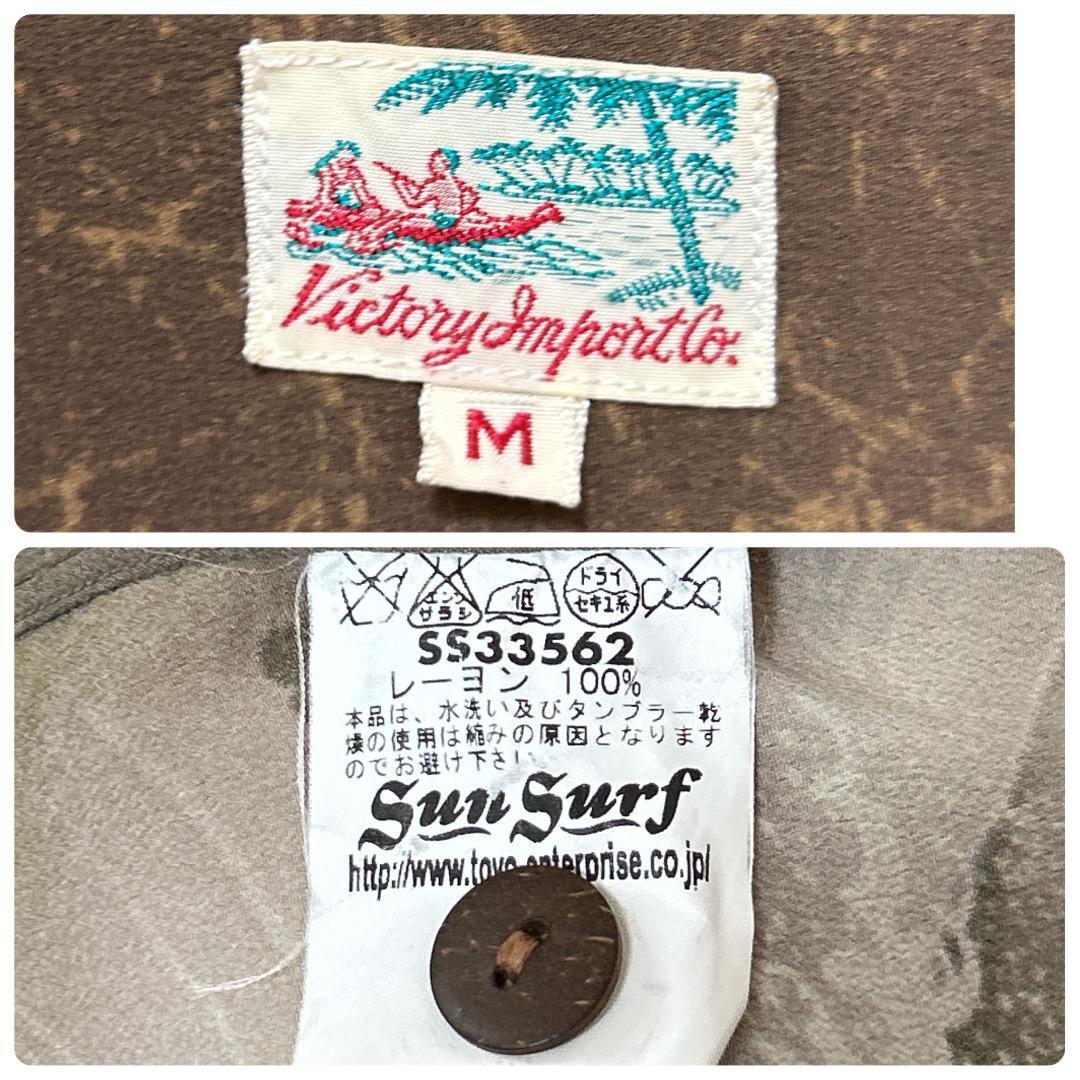 Victory Import Co.
M
エンソ
サラシ
低
ドライ
セキユ系
SS33562
レーヨン 100%
本品は、水洗い及びタンブラー乾
燥の使用は縮みの原因となります
のでお避け下さい
Sun Surf
http://www.toyo-enterprise.co.jp/